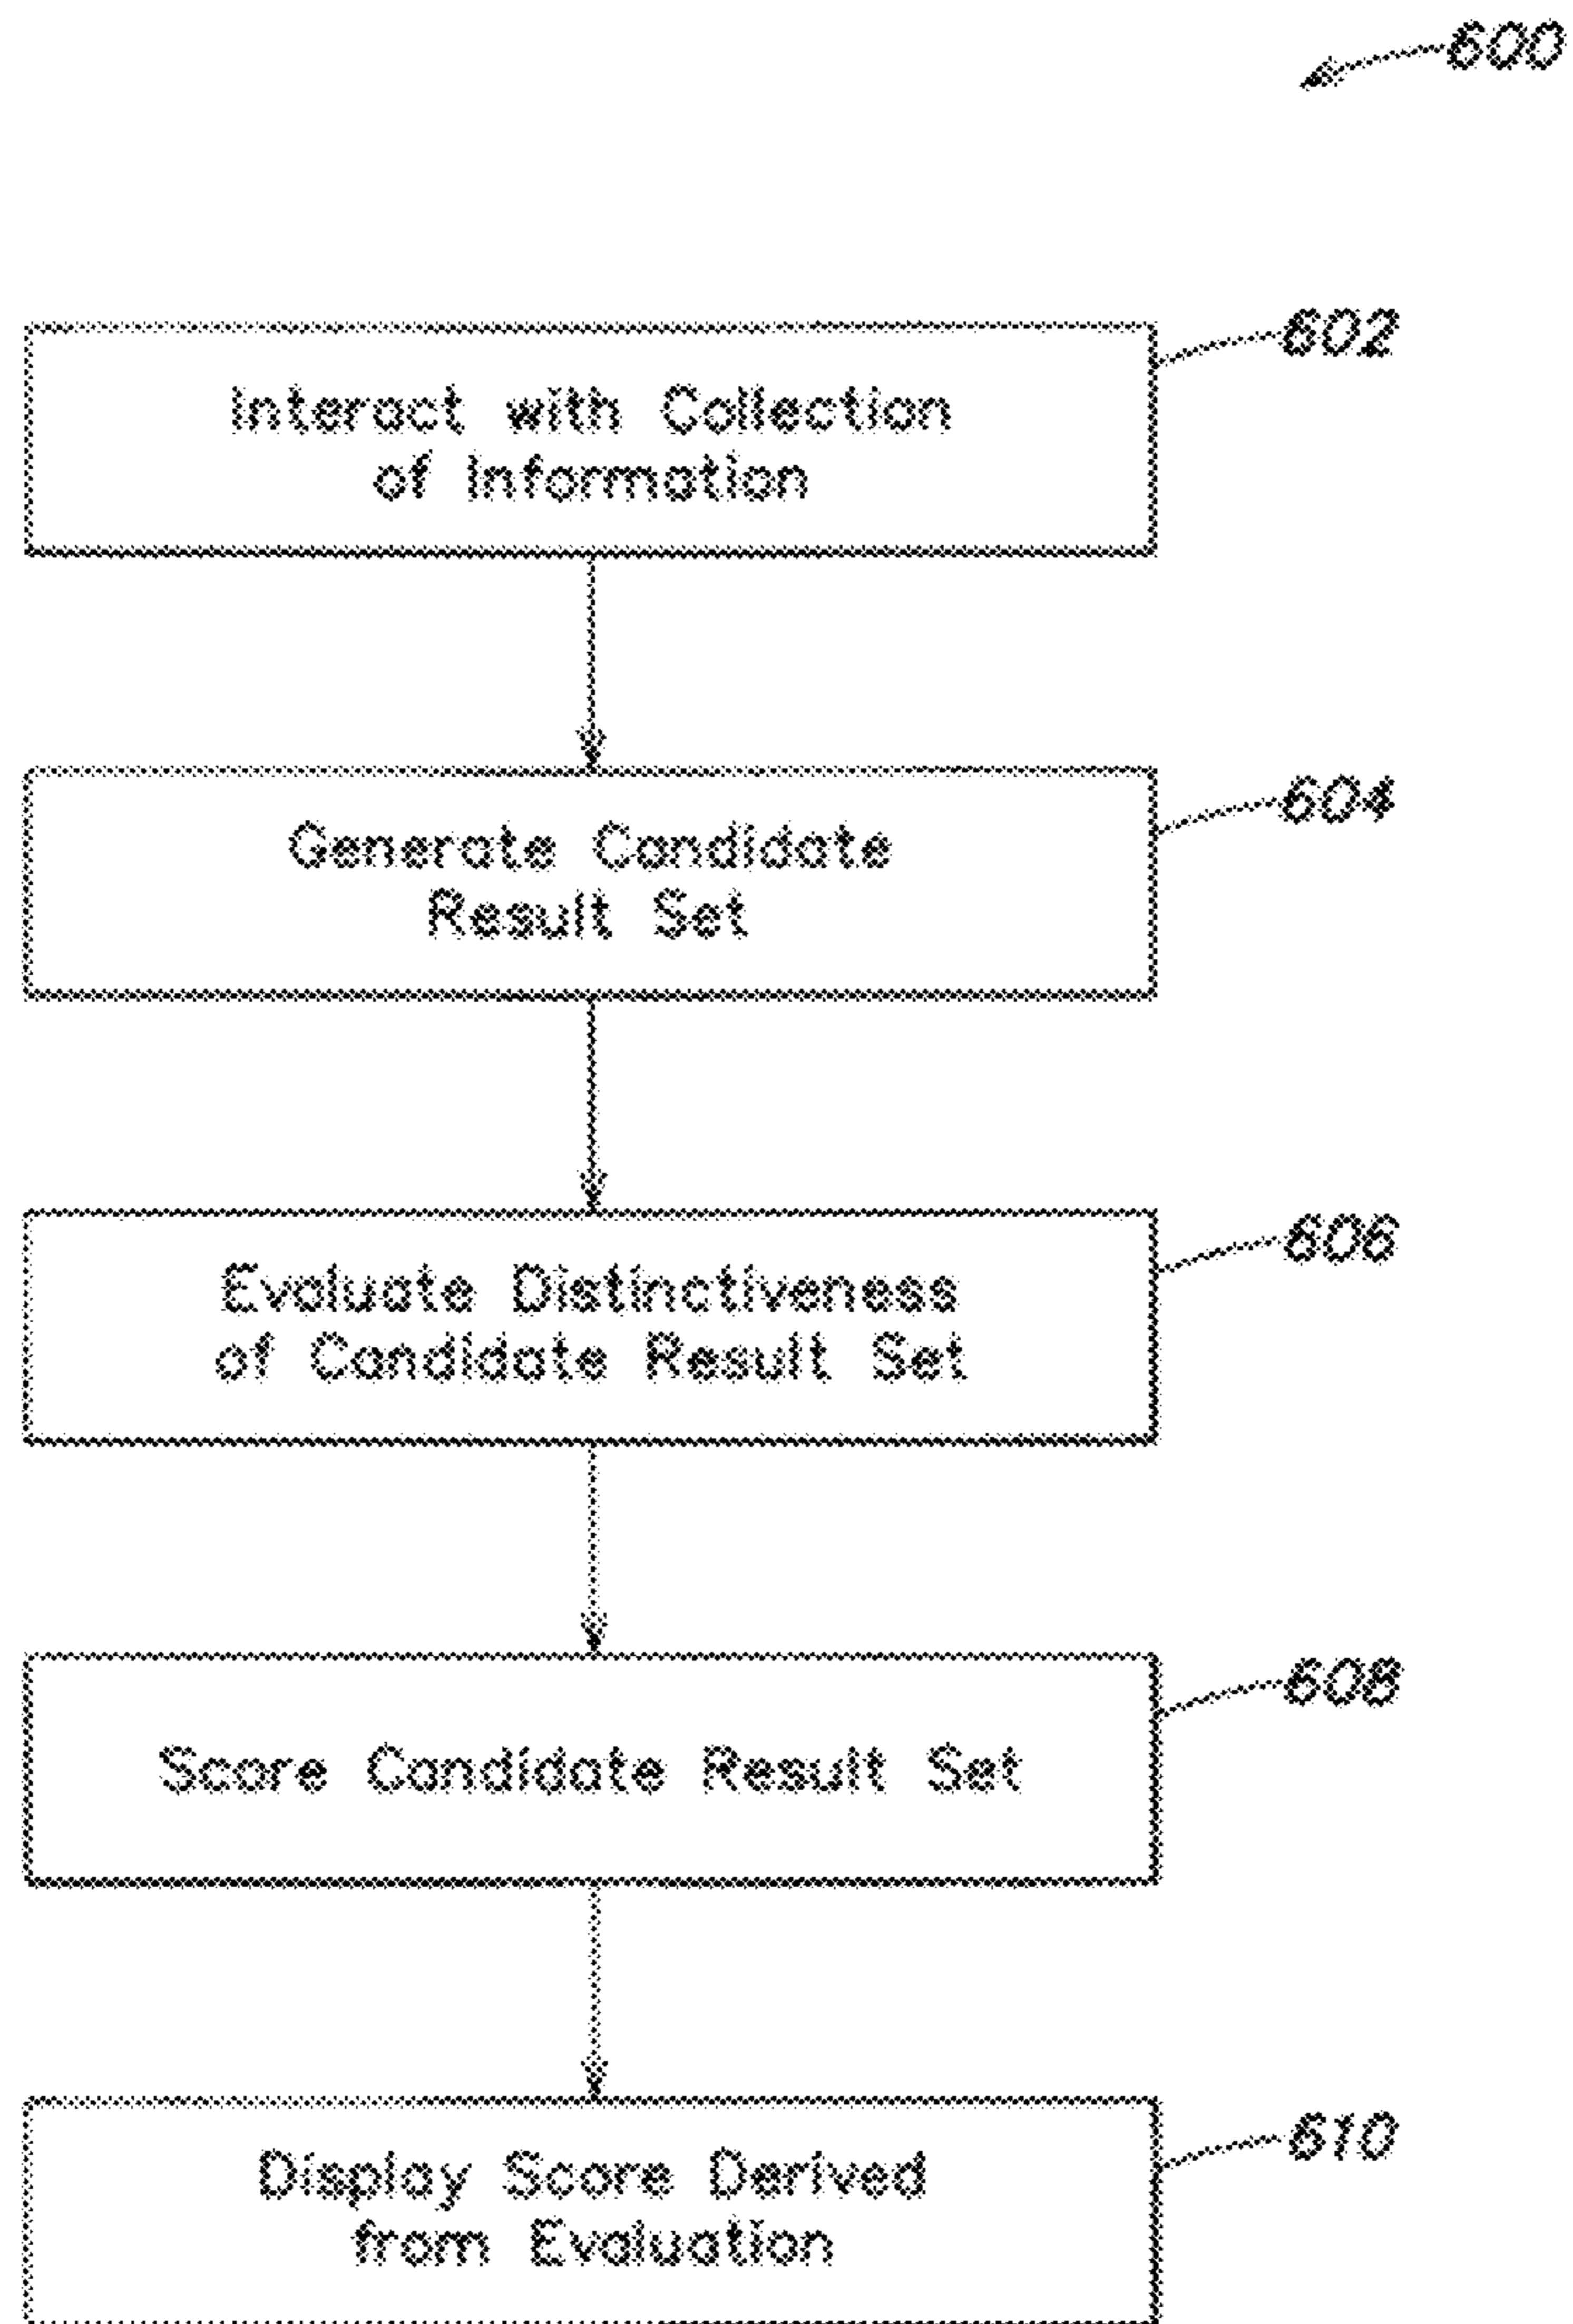 600
602
Interact with Collection
of Information
604
Generate Candidate
Result Set
606
Evaluate Distinctiveness
of Candidate Result Set
608
Score Candidate Result Set
610
Display Score Derived
from Evaluation